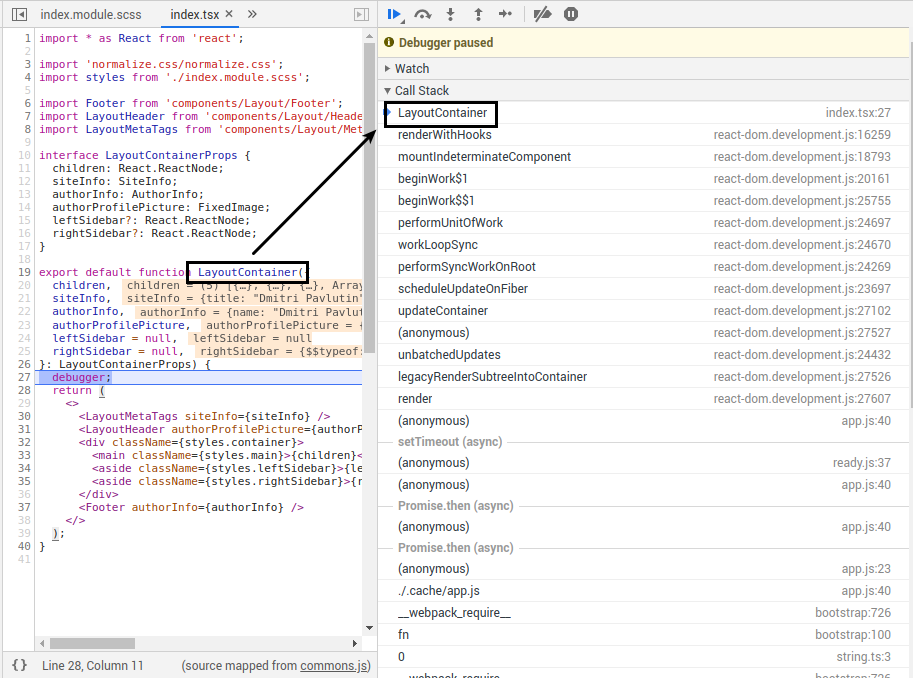 index.module.scss
index.tsx ×
»
1 import * as React from 'react';
2
3 import 'normalize.css/normalize.css';
4 import styles from './index.module.scss';
5
6 import Footer from 'components/Layout/Footer';
7 import LayoutHeader from 'components/Layout/Heade
8 import LayoutMetaTags from 'components/Layout/Met
9
10 interface LayoutContainerProps {
11 children: React.ReactNode;
12 siteInfo: SiteInfo;
13 authorInfo: AuthorInfo;
14 authorProfilePicture: FixedImage;
15 leftSidebar?: React.ReactNode;
16 rightSidebar?: React.ReactNode;
17 }
18
19 export default function LayoutContainer({
20 children, children = (5) [{…}, {…}, {…}, Array
21 siteInfo, siteInfo = {title: "Dmitri Pavlutin"
22 authorInfo, authorInfo = {name: "Dmitri Pavlut
23 authorProfilePicture, authorProfilePicture = {
24 leftSidebar = null, leftSidebar = null
25 rightSidebar = null, rightSidebar = {$$typeof:
26 }: LayoutContainerProps) {
27 debugger;
28 return (
29 <>
30 <LayoutMetaTags siteInfo={siteInfo} />
31 <LayoutHeader authorProfilePicture={authorP
32 <div className={styles.container}>
33 <main className={styles.main}>{children}<
34 <aside className={styles.leftSidebar}>{le
35 <aside className={styles.rightSidebar}>{r
36 </div>
37 <Footer authorInfo={authorInfo} />
38 </>
39 );
40 }
41
{} Line 28, Column 11 (source mapped from commons.js)
Debugger paused
Watch
Call Stack
LayoutContainer index.tsx:27
renderWithHooks react-dom.development.js:16259
mountIndeterminateComponent react-dom.development.js:18793
beginWork$1 react-dom.development.js:20161
beginWork$$1 react-dom.development.js:25755
performUnitOfWork react-dom.development.js:24697
workLoopSync react-dom.development.js:24670
performSyncWorkOnRoot react-dom.development.js:24269
scheduleUpdateOnFiber react-dom.development.js:23697
updateContainer react-dom.development.js:27102
(anonymous) react-dom.development.js:27527
unbatchedUpdates react-dom.development.js:24432
legacyRenderSubtreeIntoContainer react-dom.development.js:27526
render react-dom.development.js:27607
(anonymous) app.js:40
setTimeout (async)
(anonymous) ready.js:37
(anonymous) app.js:40
Promise.then (async)
(anonymous) app.js:40
Promise.then (async)
(anonymous) app.js:23
./.cache/app.js app.js:40
__webpack_require__ bootstrap:726
fn bootstrap:100
0 string.ts:3
__webpack_require__ bootstrap:726